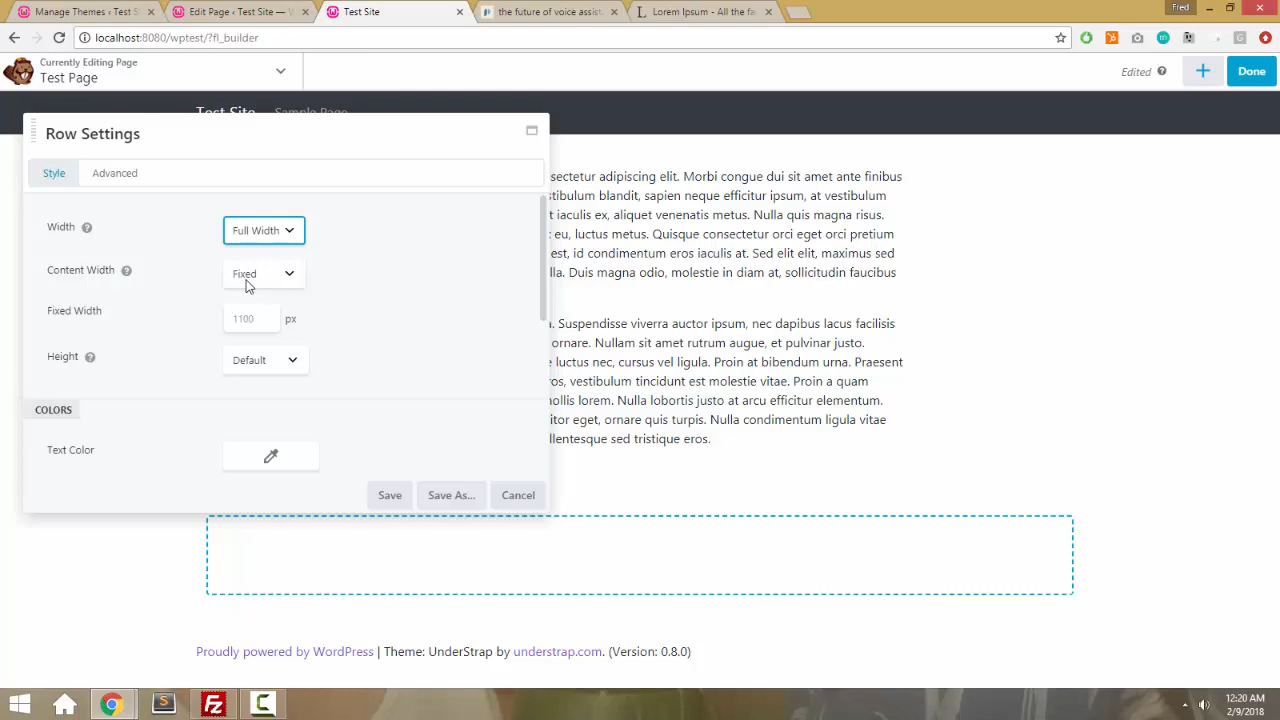 Manage Themes ‹ Test S
Edit Page ‹ Test Site — W
Test Site
the future of voice assist
Lorem Ipsum - All the fa
Fred
localhost:8080/wptest/?fl_builder
Currently Editing Page
Test Page
Edited
Done
Test Site
Sample Page
Row Settings
Style
Advanced
Width
Full Width
Content Width
Fixed
Fixed Width
1100
px
Height
Default
COLORS
Text Color
Save
Save As...
Cancel
sectetur adipiscing elit. Morbi congue dui sit amet ante finibus
stibulum blandit, sapien neque efficitur ipsum, at vestibulum
t iaculis ex, aliquet venenatis metus. Nulla quis magna risus.
eu, luctus metus. Quisque consectetur orci eget orci pretium
est, id condimentum eros iaculis at. Sed elit elit, maximus sed
lla. Duis magna odio, molestie in diam at, sollicitudin faucibus
. Suspendisse viverra auctor ipsum, nec dapibus lacus facilisis
ornare. Nullam sit amet rutrum augue, et pulvinar justo.
luctus nec, cursus vel ligula. Proin at bibendum urna. Praesent
ros, vestibulum tincidunt est molestie vitae. Proin a quam
ollis lorem. Nulla lobortis justo at arcu efficitur elementum.
itor eget, ornare quis turpis. Nulla condimentum ligula vitae
llentesque sed tristique eros.
Proudly powered by WordPress | Theme: UnderStrap by understrap.com. (Version: 0.8.0)
12:20 AM
2/9/2018